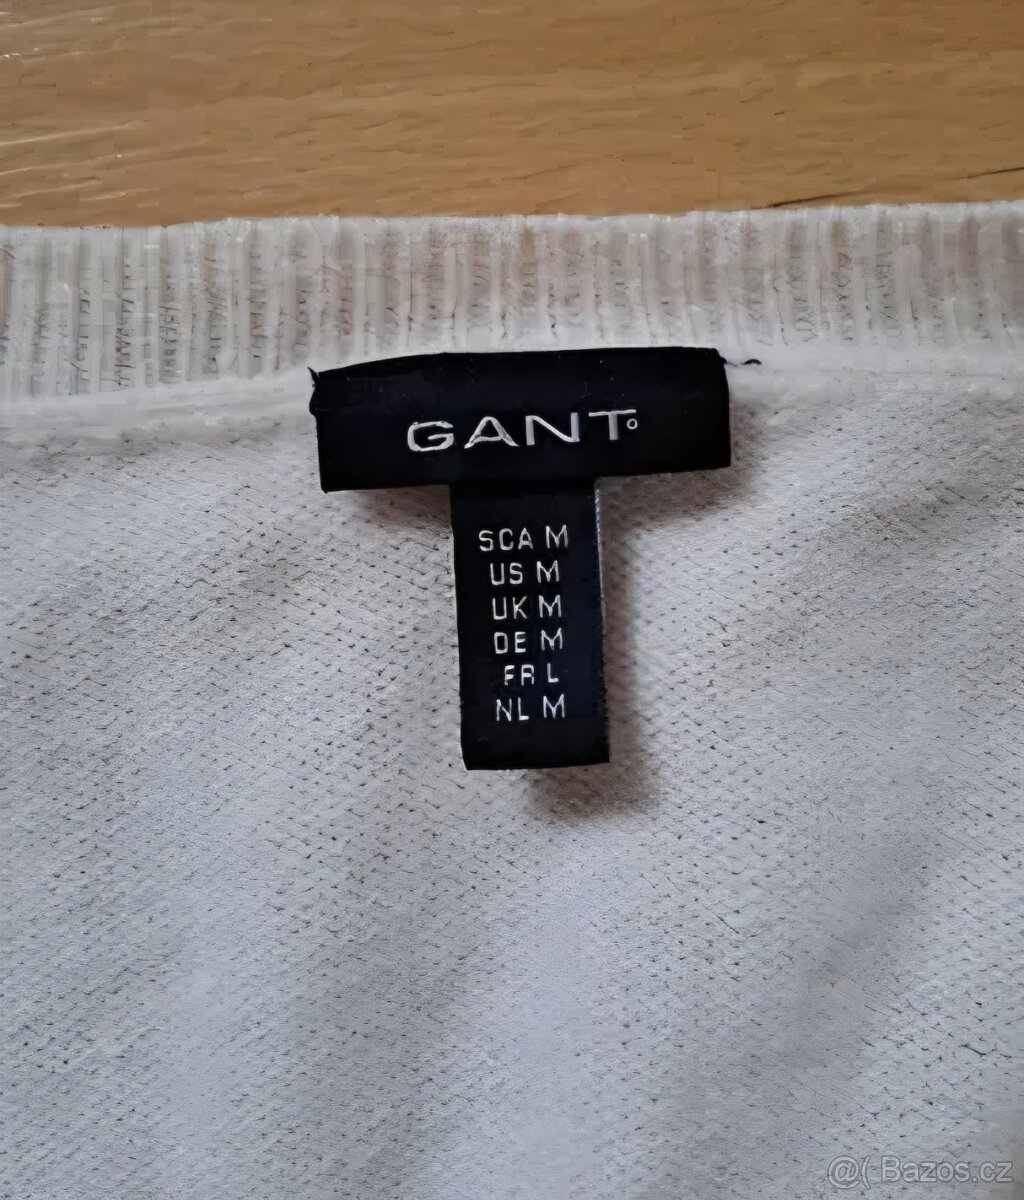 GANT
SCA M
US M
UK M
DE M
FR L
NL M
@( Bazos.cz